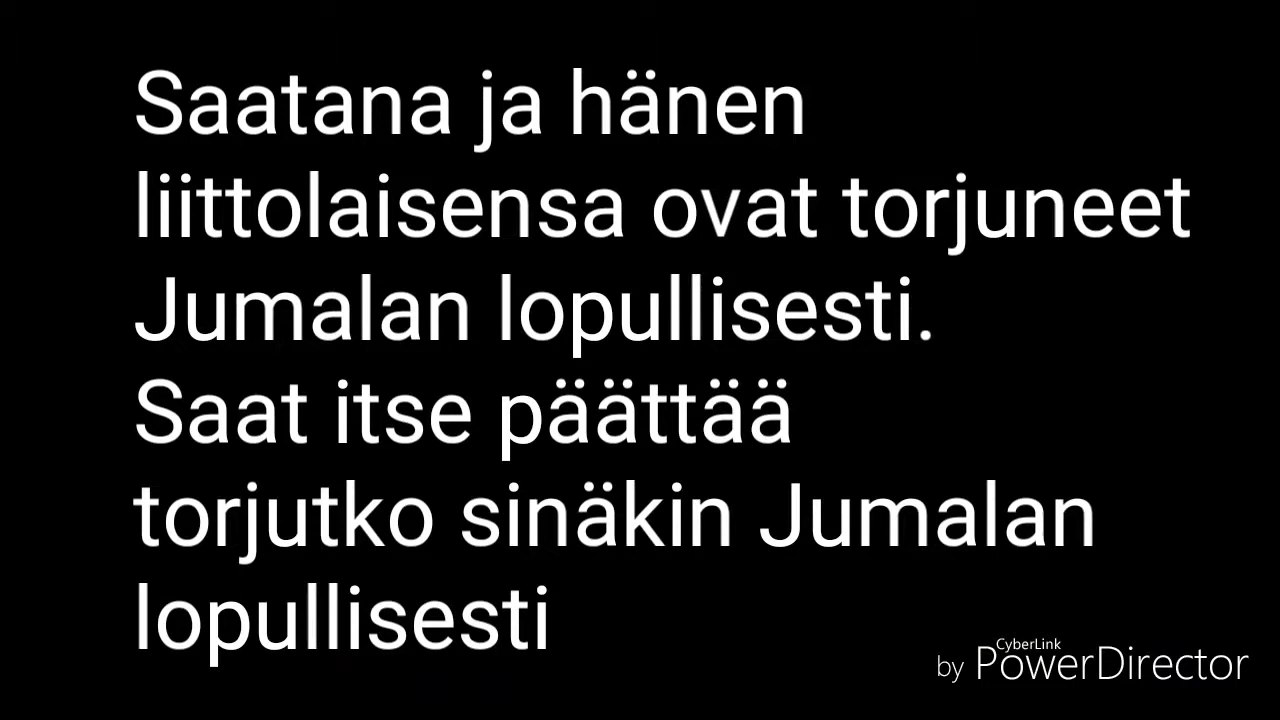 Saatana ja hänen
liittolaisensa ovat torjuneet
Jumalan lopullisesti.
Saat itse päättää
torjutko sinäkin Jumalan
lopullisesti
CyberLink
by PowerDirector